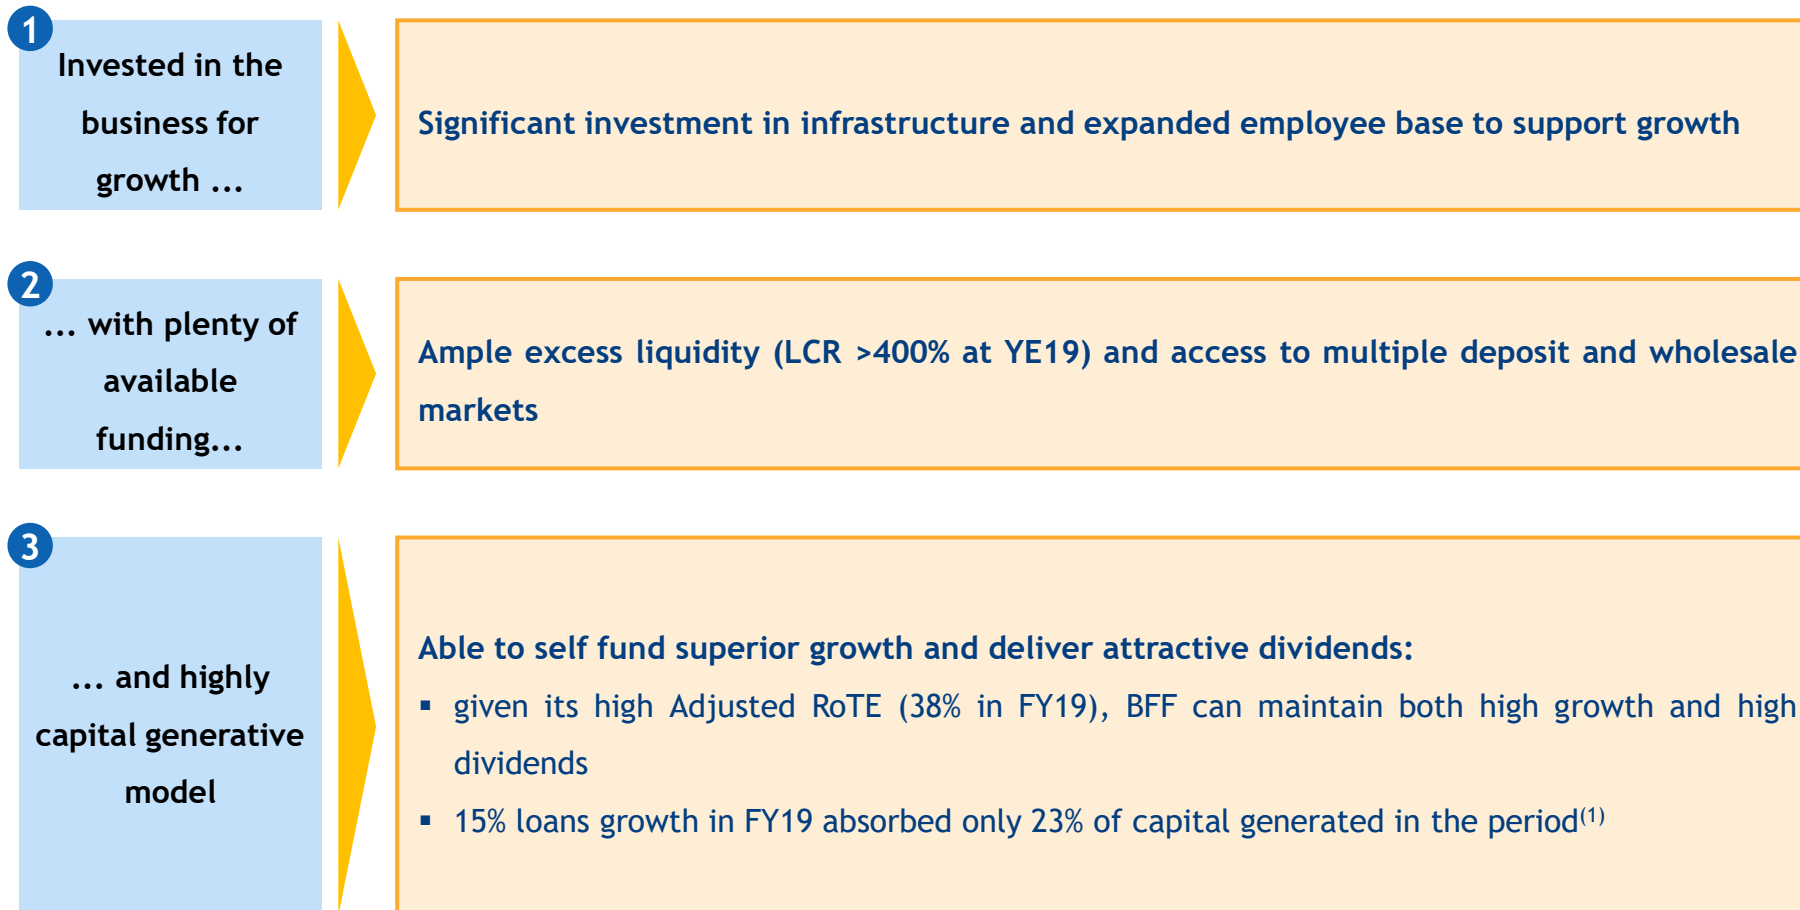 1
Invested in the
business for
growth ...
Significant investment in infrastructure and expanded employee base to support growth
2
... with plenty of
available
funding...
Ample excess liquidity (LCR >400% at YE19) and access to multiple deposit and wholesale
markets
3
... and highly
capital generative
model
Able to self fund superior growth and deliver attractive dividends:
▪ given its high Adjusted RoTE (38% in FY19), BFF can maintain both high growth and high
dividends
▪ 15% loans growth in FY19 absorbed only 23% of capital generated in the period(1)